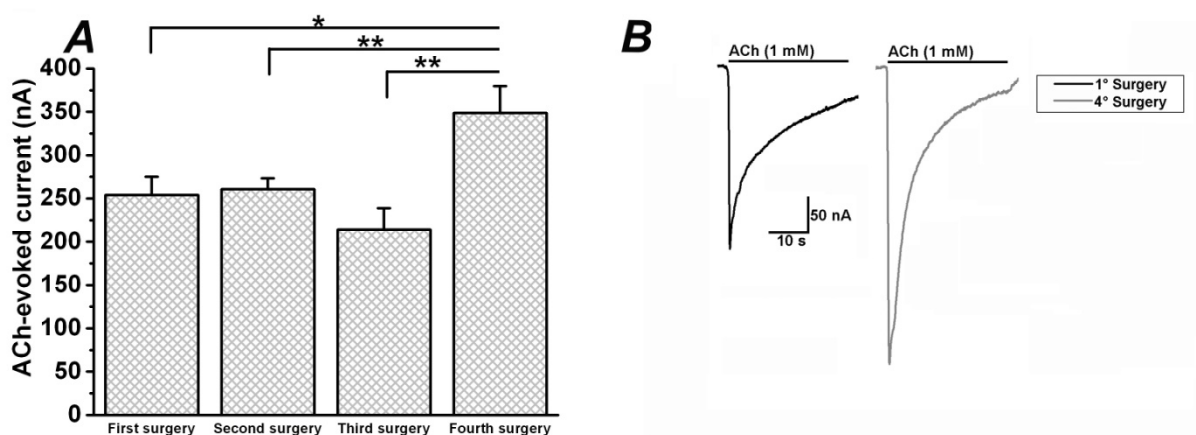 A
*
**
**
ACh-evoked current (nA)
400
350
300
250
200
150
100
50
0
First surgery Second surgery Third surgery Fourth surgery
B
ACh (1 mM) ACh (1 mM)
1° Surgery
4° Surgery
50 nA
10 s